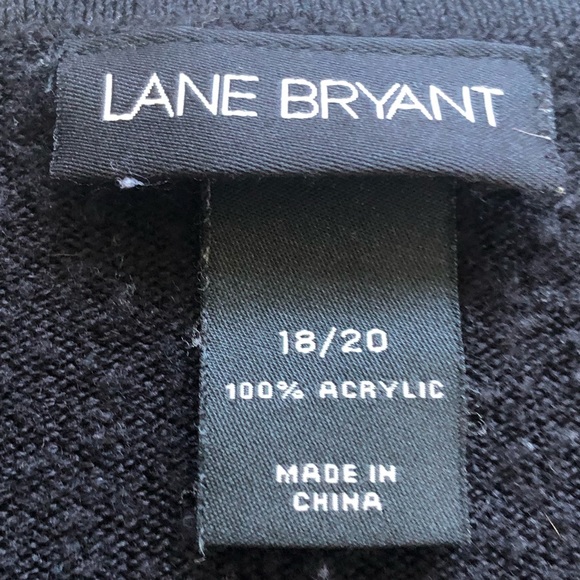 LANE BRYANT
18/20
100% ACRYLIC
MADE IN
CHINA